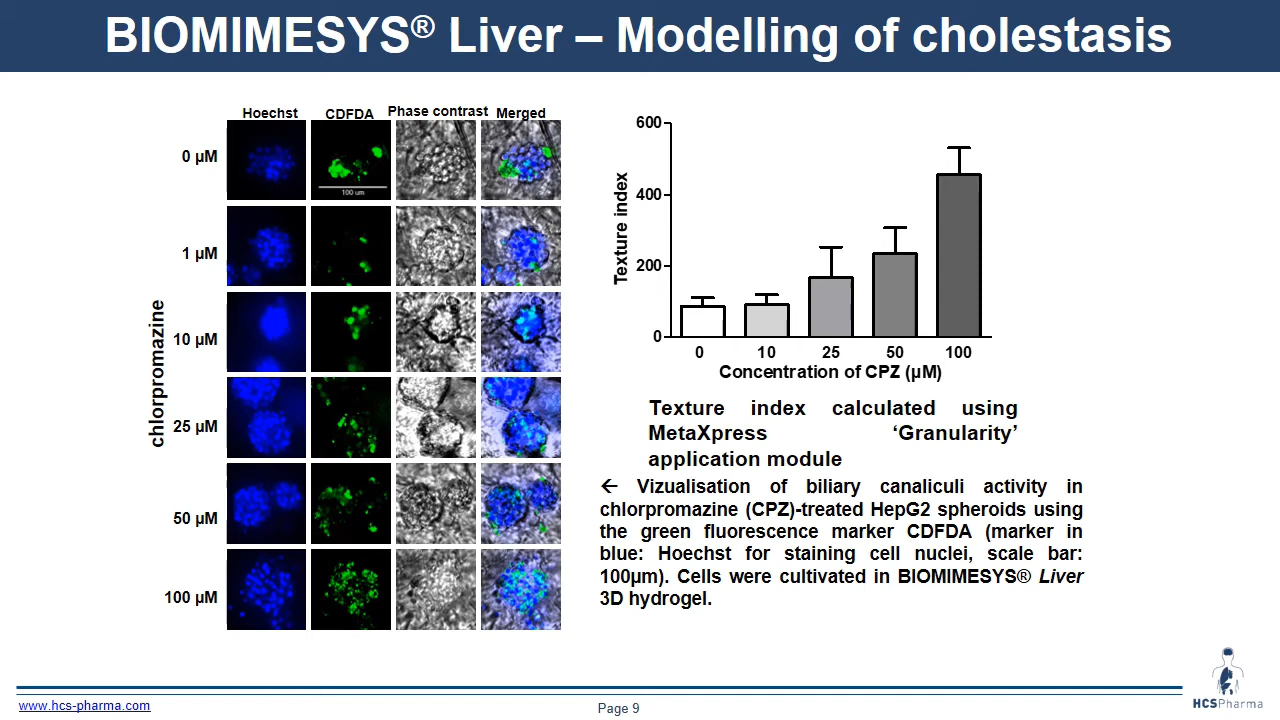 BIOMIMESYS® Liver – Modelling of cholestasis
Hoechst CDFDA Phase contrast Merged
chlorpromazine
0 µM
100 um
1 µM
10 µM
25 µM
50 µM
100 µM
600
400
200
0
Texture index
0 10 25 50 100
Concentration of CPZ (µM)
Texture index calculated using
MetaXpress ‘Granularity’
application module
← Vizualisation of biliary canaliculi activity in
chlorpromazine (CPZ)-treated HepG2 spheroids using
the green fluorescence marker CDFDA (marker in
blue: Hoechst for staining cell nuclei, scale bar:
100µm). Cells were cultivated in BIOMIMESYS® Liver
3D hydrogel.
www.hcs-pharma.com
Page 9
HCSPharma